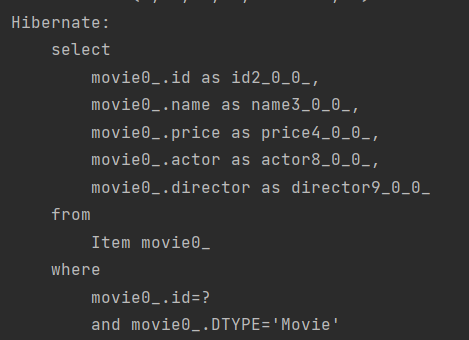 Hibernate:
select
movie0_.id as id2_0_0_,
movie0_.name as name3_0_0_,
movie0_.price as price4_0_0_,
movie0_.actor as actor8_0_0_,
movie0_.director as director9_0_0_
from
Item movie0_
where
movie0_.id=?
and movie0_.DTYPE='Movie'